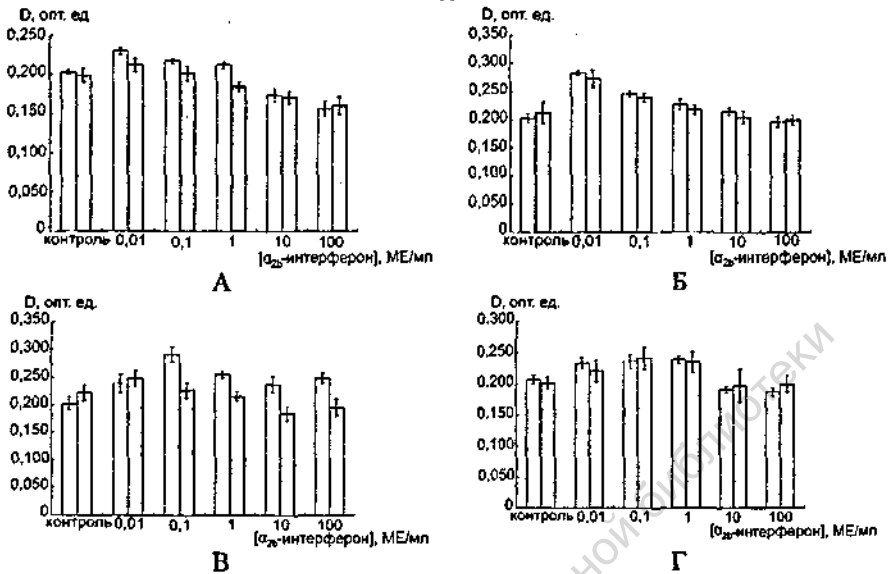 D, опт. ед.
0,250
0,200
0,150
0,100
0,050
0
контроль 0,01 0,1 1 10 100
[α2b-интерферон], МЕ/мл
А
D, опт. ед.
0,350
0,300
0,250
0,200
0,150
0,100
0,050
0
контроль 0,01 0,1 1 10 100
[α2b-интерферон], МЕ/мл
Б
D, опт. ед.
0,350
0,300
0,250
0,200
0,150
0,100
0,050
0
контроль 0,01 0,1 1 10 100
[α2b-интерферон], МЕ/мл
В
D, опт. ед.
0,300
0,250
0,200
0,150
0,100
0,050
0
контроль 0,01 0,1 1 10 100
[α2b-интерферон], МЕ/мл
Г
ной библиотеки